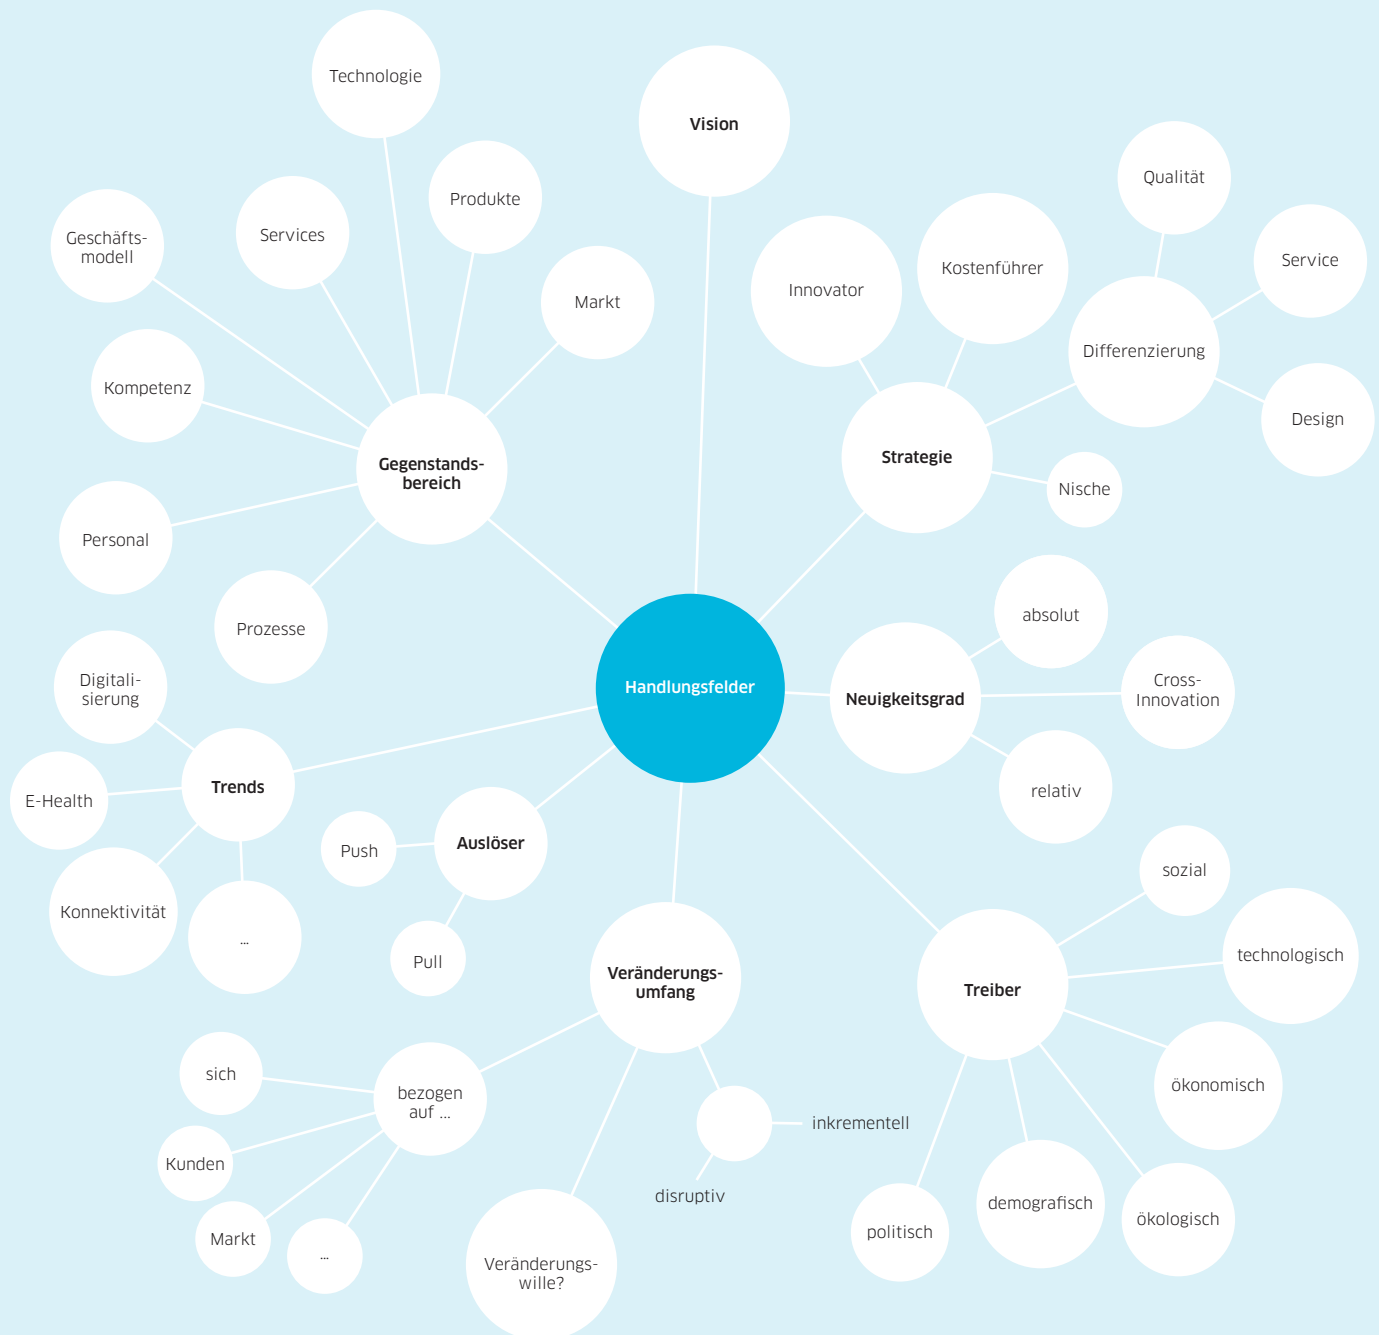 Technologie
Vision
Produkte
Qualität
Services
Geschäfts-
modell
Service
Markt
Innovator
Kostenführer
Differenzierung
Kompetenz
Design
Gegenstands-
bereich
Strategie
Nische
Personal
Prozesse
absolut
Digitali-
sierung
Handlungsfelder
Neuigkeitsgrad
Cross-
Innovation
Trends
E-Health
relativ
Push
Auslöser
sozial
Konnektivität
...
Pull
technologisch
Veränderungs-
umfang
Treiber
sich
bezogen
auf ...
ökonomisch
inkrementell
Kunden
disruptiv
demografisch
ökologisch
politisch
Markt
...
Veränderungs-
wille?